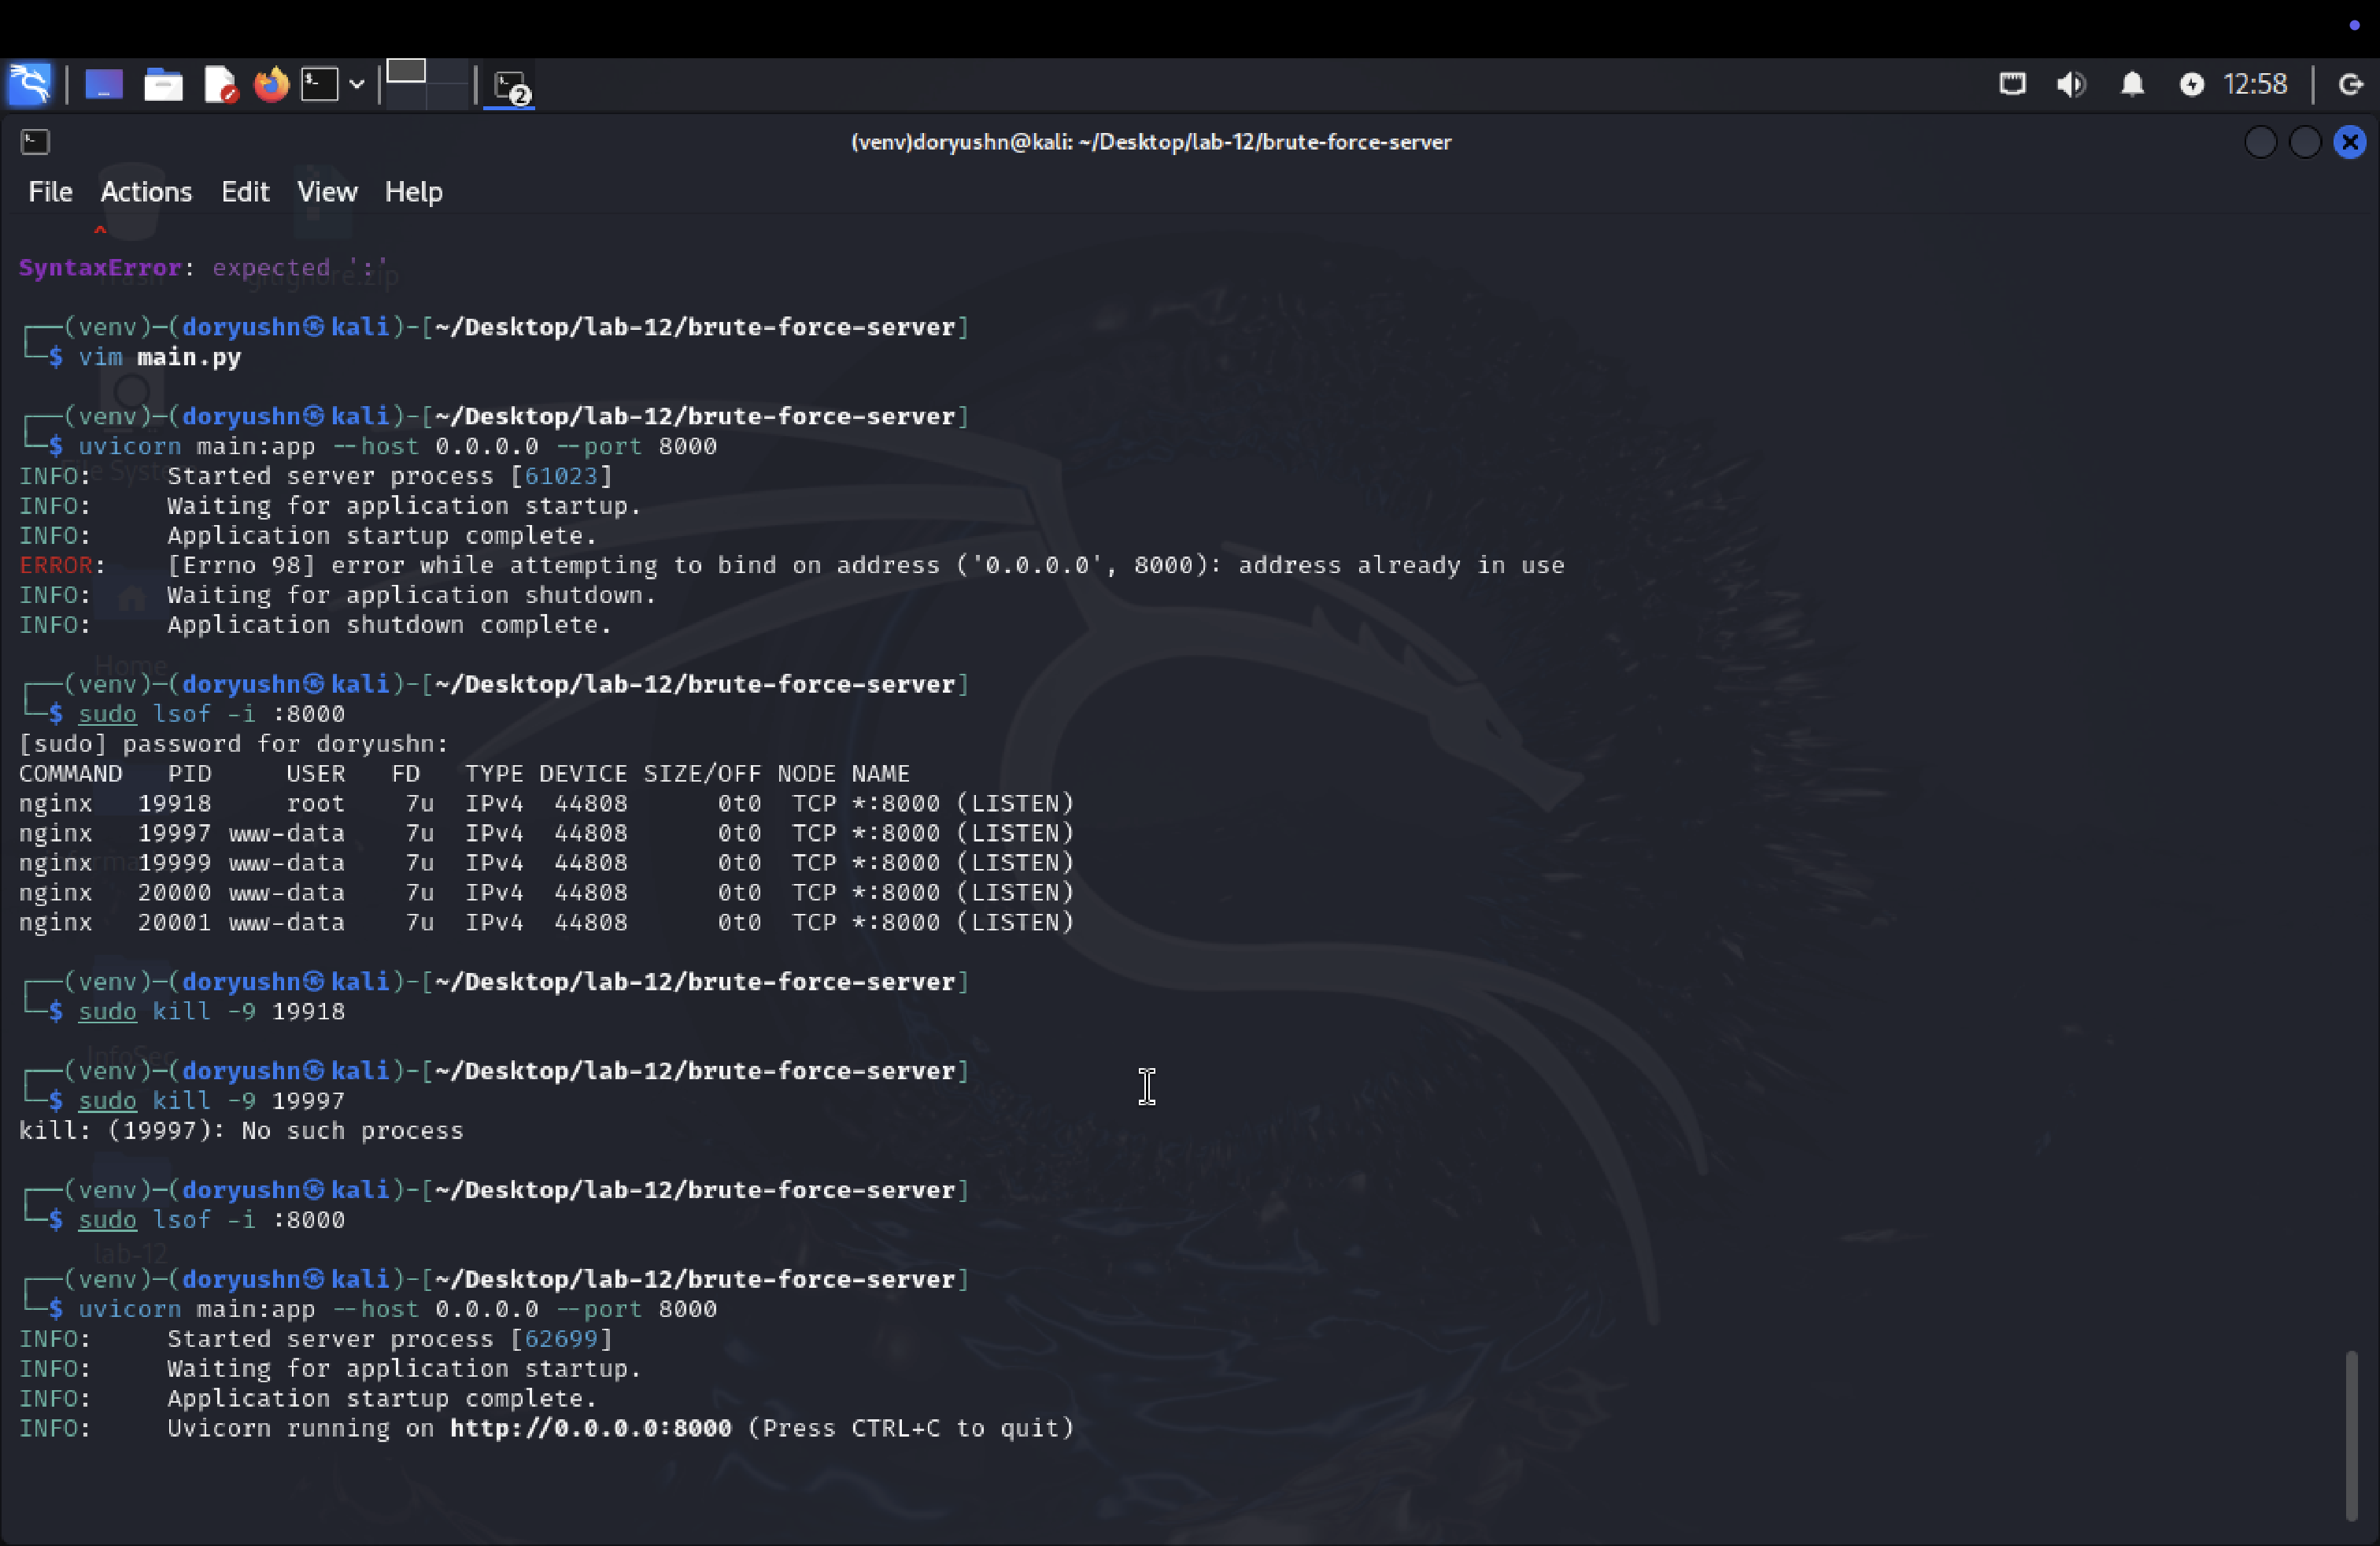 12:58
2
(venv)doryushn@kali: ~/Desktop/lab-12/brute-force-server
File Actions Edit View Help
^
SyntaxError: expected ':'
┌──(venv)─(doryushn㉿kali)-[~/Desktop/lab-12/brute-force-server]
└─$ vim main.py
┌──(venv)─(doryushn㉿kali)-[~/Desktop/lab-12/brute-force-server]
└─$ uvicorn main:app --host 0.0.0.0 --port 8000
INFO:     Started server process [61023]
INFO:     Waiting for application startup.
INFO:     Application startup complete.
ERROR:    [Errno 98] error while attempting to bind on address ('0.0.0.0', 8000): address already in use
INFO:     Waiting for application shutdown.
INFO:     Application shutdown complete.
┌──(venv)─(doryushn㉿kali)-[~/Desktop/lab-12/brute-force-server]
└─$ sudo lsof -i :8000
[sudo] password for doryushn:
COMMAND   PID     USER   FD   TYPE DEVICE SIZE/OFF NODE NAME
nginx   19918     root    7u  IPv4  44808      0t0  TCP *:8000 (LISTEN)
nginx   19997 www-data    7u  IPv4  44808      0t0  TCP *:8000 (LISTEN)
nginx   19999 www-data    7u  IPv4  44808      0t0  TCP *:8000 (LISTEN)
nginx   20000 www-data    7u  IPv4  44808      0t0  TCP *:8000 (LISTEN)
nginx   20001 www-data    7u  IPv4  44808      0t0  TCP *:8000 (LISTEN)
┌──(venv)─(doryushn㉿kali)-[~/Desktop/lab-12/brute-force-server]
└─$ sudo kill -9 19918
┌──(venv)─(doryushn㉿kali)-[~/Desktop/lab-12/brute-force-server]
└─$ sudo kill -9 19997
kill: (19997): No such process
┌──(venv)─(doryushn㉿kali)-[~/Desktop/lab-12/brute-force-server]
└─$ sudo lsof -i :8000
┌──(venv)─(doryushn㉿kali)-[~/Desktop/lab-12/brute-force-server]
└─$ uvicorn main:app --host 0.0.0.0 --port 8000
INFO:     Started server process [62699]
INFO:     Waiting for application startup.
INFO:     Application startup complete.
INFO:     Uvicorn running on http://0.0.0.0:8000 (Press CTRL+C to quit)
Trash
Home
InfoSec
lab-12